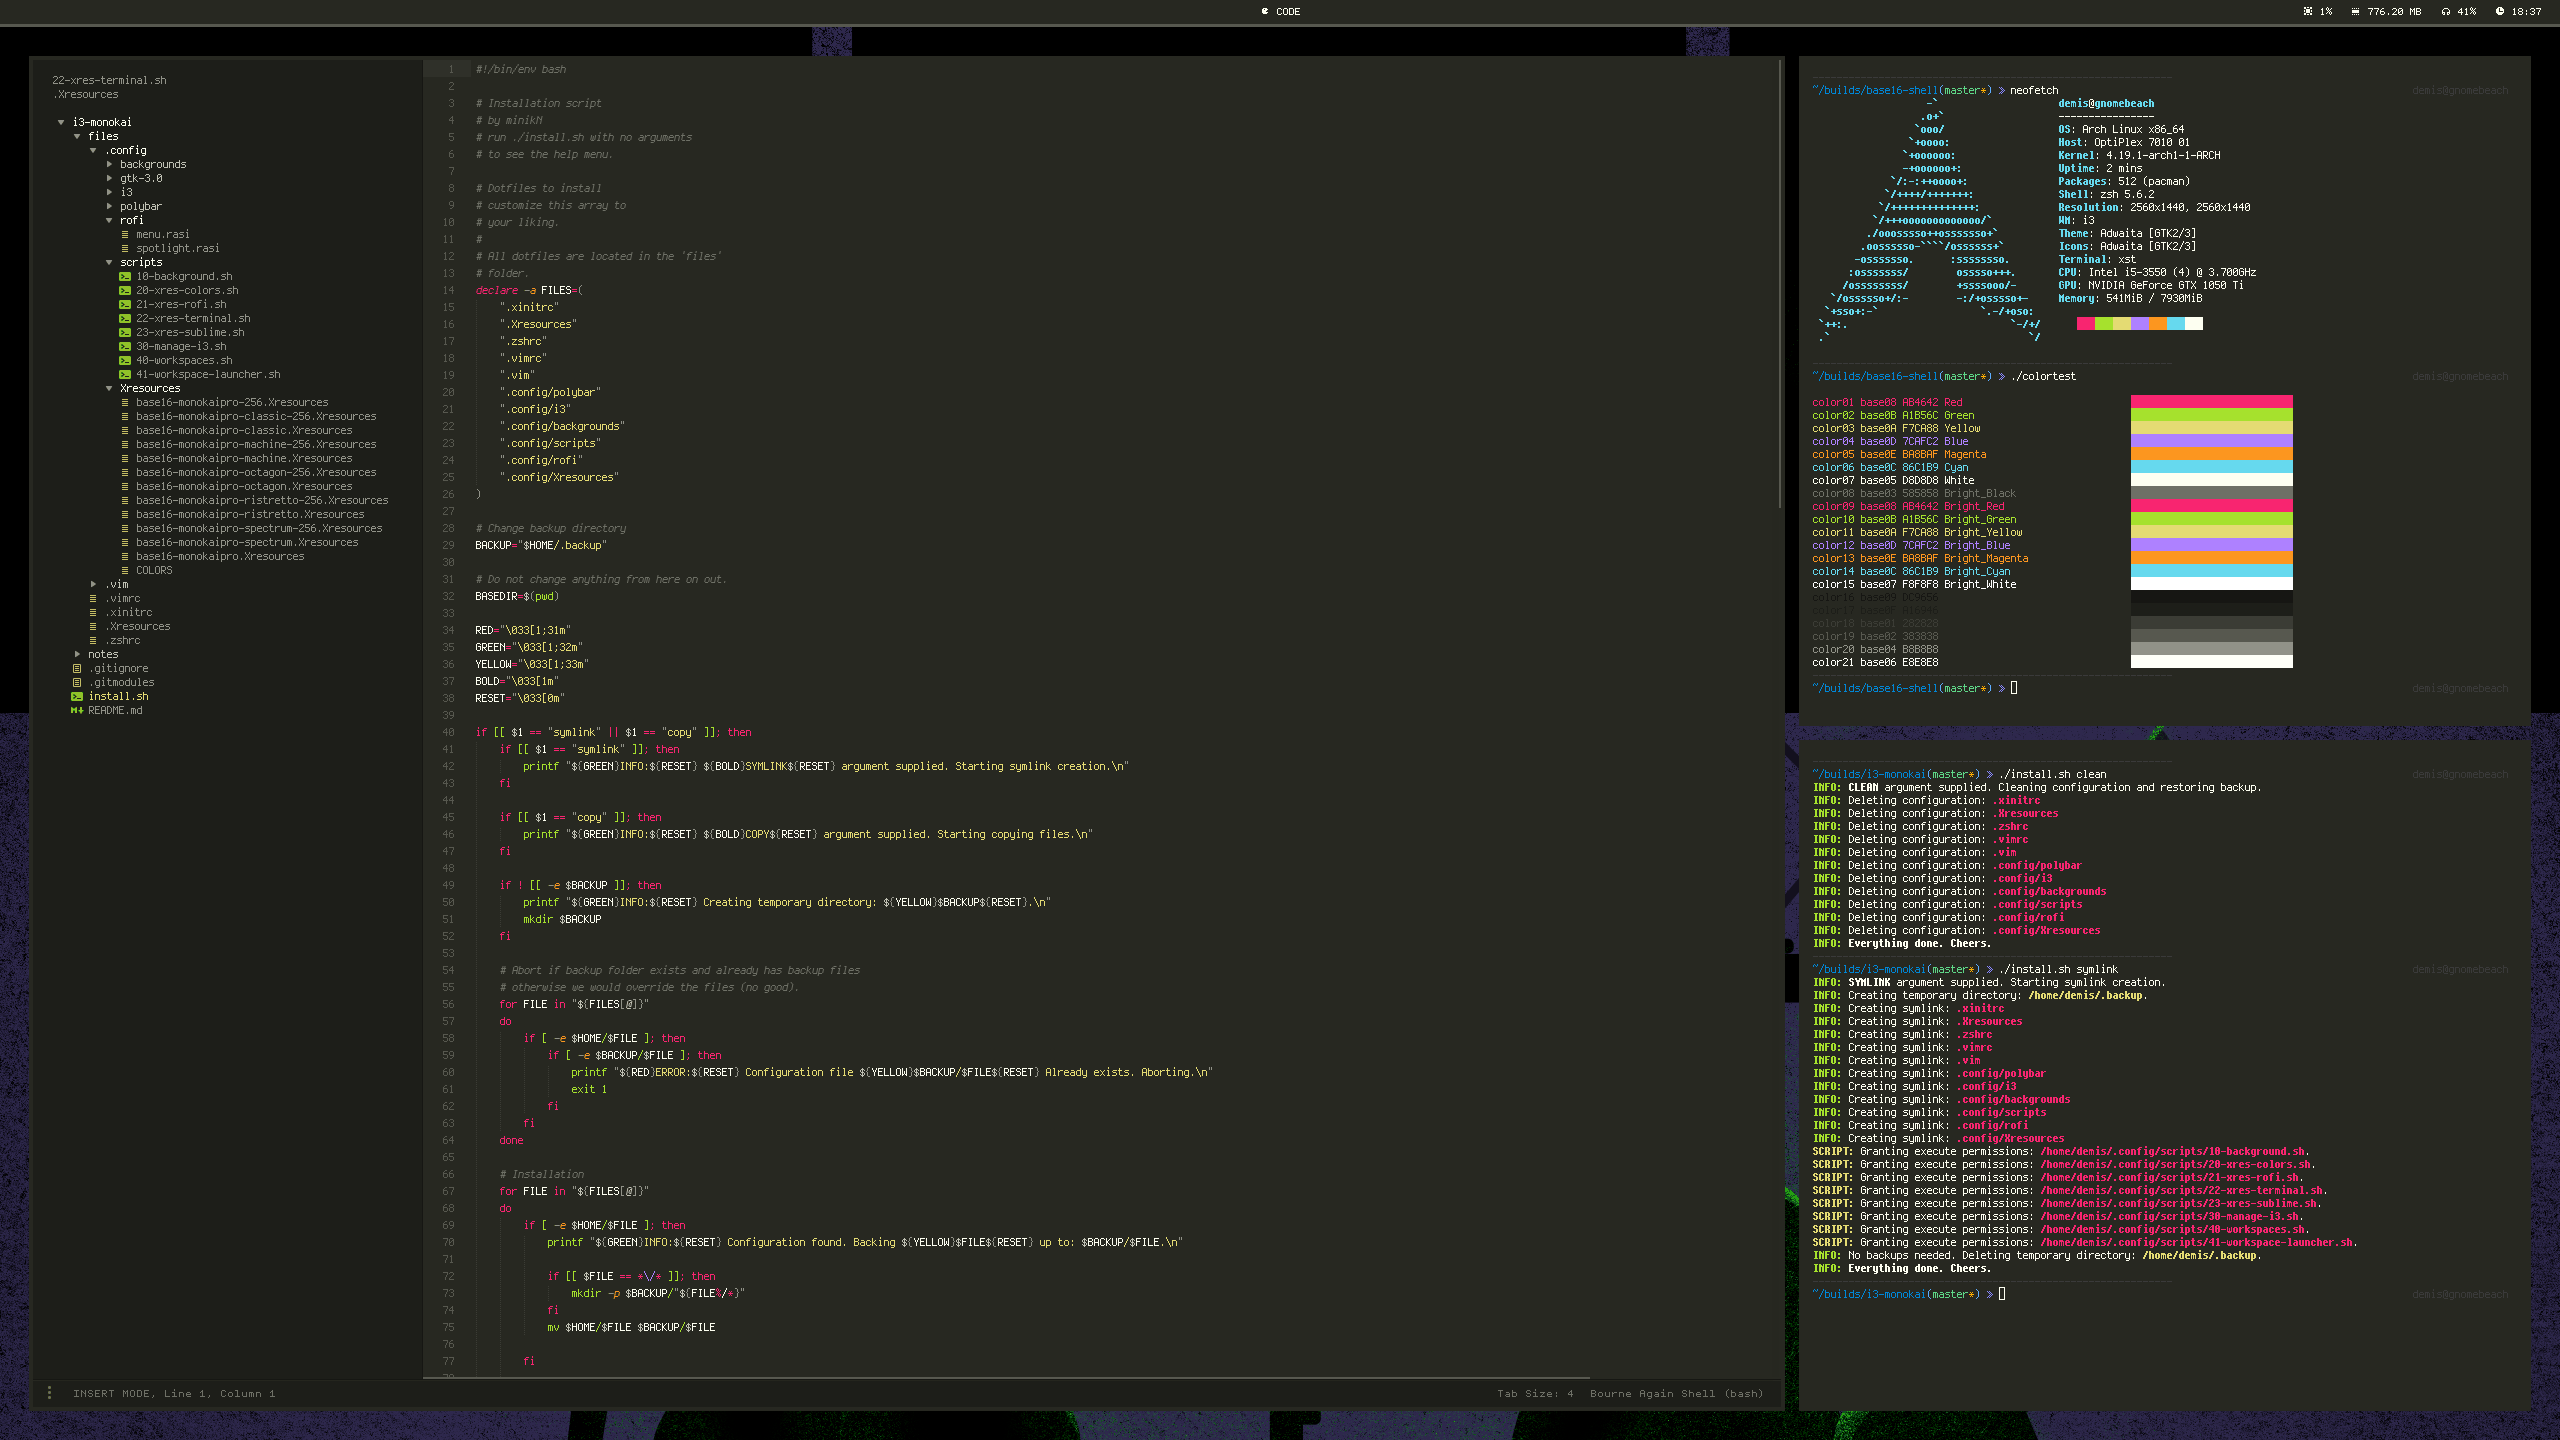 CODE
1%
776.20 MB
41%
18:37
22-xres-terminal.sh
.Xresources
i3-monokai
files
.config
backgrounds
gtk-3.0
i3
polybar
rofi
menu.rasi
spotlight.rasi
scripts
10-background.sh
20-xres-colors.sh
21-xres-rofi.sh
22-xres-terminal.sh
23-xres-sublime.sh
30-manage-i3.sh
40-workspaces.sh
41-workspace-launcher.sh
Xresources
base16-monokaipro-256.Xresources
base16-monokaipro-classic-256.Xresources
base16-monokaipro-classic.Xresources
base16-monokaipro-machine-256.Xresources
base16-monokaipro-machine.Xresources
base16-monokaipro-octagon-256.Xresources
base16-monokaipro-octagon.Xresources
base16-monokaipro-ristretto-256.Xresources
base16-monokaipro-ristretto.Xresources
base16-monokaipro-spectrum-256.Xresources
base16-monokaipro-spectrum.Xresources
base16-monokaipro.Xresources
COLORS
.vim
.vimrc
.xinitrc
.Xresources
.zshrc
notes
.gitignore
.gitmodules
install.sh
README.md
1 #!/bin/env bash
2
3 # Installation script
4 # by minikN
5 # run ./install.sh with no arguments
6 # to see the help menu.
7
8 # Dotfiles to install
9 # customize this array to
10 # your liking.
11 #
12 # All dotfiles are located in the 'files'
13 # folder.
14 declare -a FILES=(
15     ".xinitrc"
16     ".Xresources"
17     ".zshrc"
18     ".vimrc"
19     ".vim"
20     ".config/polybar"
21     ".config/i3"
22     ".config/backgrounds"
23     ".config/scripts"
24     ".config/rofi"
25     ".config/Xresources"
26 )
27
28 # Change backup directory
29 BACKUP="$HOME/.backup"
30
31 # Do not change anything from here on out.
32 BASEDIR=$(pwd)
33
34 RED="\033[1;31m"
35 GREEN="\033[1;32m"
36 YELLOW="\033[1;33m"
37 BOLD="\033[1m"
38 RESET="\033[0m"
39
40 if [[ $1 == "symlink" || $1 == "copy" ]]; then
41     if [[ $1 == "symlink" ]]; then
42         printf "${GREEN}INFO:${RESET} ${BOLD}SYMLINK${RESET} argument supplied. Starting symlink creation.\n"
43     fi
44
45     if [[ $1 == "copy" ]]; then
46         printf "${GREEN}INFO:${RESET} ${BOLD}COPY${RESET} argument supplied. Starting copying files.\n"
47     fi
48
49     if ! [[ -e $BACKUP ]]; then
50         printf "${GREEN}INFO:${RESET} Creating temporary directory: ${YELLOW}$BACKUP${RESET}.\n"
51         mkdir $BACKUP
52     fi
53
54     # Abort if backup folder exists and already has backup files
55     # otherwise we would override the files (no good).
56     for FILE in "${FILES[@]}"
57     do
58         if [ -e $HOME/$FILE ]; then
59             if [ -e $BACKUP/$FILE ]; then
60                 printf "${RED}ERROR:${RESET} Configuration file ${YELLOW}$BACKUP/$FILE${RESET} Already exists. Aborting.\n"
61                 exit 1
62             fi
63         fi
64     done
65
66     # Installation
67     for FILE in "${FILES[@]}"
68     do
69         if [ -e $HOME/$FILE ]; then
70             printf "${GREEN}INFO:${RESET} Configuration found. Backing ${YELLOW}$FILE${RESET} up to: $BACKUP/$FILE.\n"
71
72             if [[ $FILE == *\/* ]]; then
73                 mkdir -p $BACKUP/"${FILE%/*}"
74             fi
75             mv $HOME/$FILE $BACKUP/$FILE
76
77         fi
INSERT MODE, Line 1, Column 1
Tab Size: 4
Bourne Again Shell (bash)
~/builds/base16-shell(master*) » neofetch demis@gnomebeach
demis@gnomebeach
----------------
OS: Arch Linux x86_64
Host: OptiPlex 7010 01
Kernel: 4.19.1-arch1-1-ARCH
Uptime: 2 mins
Packages: 512 (pacman)
Shell: zsh 5.6.2
Resolution: 2560x1440, 2560x1440
WM: i3
Theme: Adwaita [GTK2/3]
Icons: Adwaita [GTK2/3]
Terminal: xst
CPU: Intel i5-3550 (4) @ 3.700GHz
GPU: NVIDIA GeForce GTX 1050 Ti
Memory: 541MiB / 7930MiB
~/builds/base16-shell(master*) » ./colortest demis@gnomebeach
color01 base08 AB4642 Red
color02 base0B A1B56C Green
color03 base0A F7CA88 Yellow
color04 base0D 7CAFC2 Blue
color05 base0E BA8BAF Magenta
color06 base0C 86C1B9 Cyan
color07 base05 D8D8D8 White
color08 base03 585858 Bright_Black
color09 base08 AB4642 Bright_Red
color10 base0B A1B56C Bright_Green
color11 base0A F7CA88 Bright_Yellow
color12 base0D 7CAFC2 Bright_Blue
color13 base0E BA8BAF Bright_Magenta
color14 base0C 86C1B9 Bright_Cyan
color15 base07 F8F8F8 Bright_White
color16 base09 DC9656
color17 base0F A16946
color18 base01 282828
color19 base02 383838
color20 base04 B8B8B8
color21 base06 E8E8E8
~/builds/base16-shell(master*) » demis@gnomebeach
~/builds/i3-monokai(master*) » ./install.sh clean demis@gnomebeach
INFO: CLEAN argument supplied. Cleaning configuration and restoring backup.
INFO: Deleting configuration: .xinitrc
INFO: Deleting configuration: .Xresources
INFO: Deleting configuration: .zshrc
INFO: Deleting configuration: .vimrc
INFO: Deleting configuration: .vim
INFO: Deleting configuration: .config/polybar
INFO: Deleting configuration: .config/i3
INFO: Deleting configuration: .config/backgrounds
INFO: Deleting configuration: .config/scripts
INFO: Deleting configuration: .config/rofi
INFO: Deleting configuration: .config/Xresources
INFO: Everything done. Cheers.
~/builds/i3-monokai(master*) » ./install.sh symlink demis@gnomebeach
INFO: SYMLINK argument supplied. Starting symlink creation.
INFO: Creating temporary directory: /home/demis/.backup.
INFO: Creating symlink: .xinitrc
INFO: Creating symlink: .Xresources
INFO: Creating symlink: .zshrc
INFO: Creating symlink: .vimrc
INFO: Creating symlink: .vim
INFO: Creating symlink: .config/polybar
INFO: Creating symlink: .config/i3
INFO: Creating symlink: .config/backgrounds
INFO: Creating symlink: .config/scripts
INFO: Creating symlink: .config/rofi
INFO: Creating symlink: .config/Xresources
SCRIPT: Granting execute permissions: /home/demis/.config/scripts/10-background.sh.
SCRIPT: Granting execute permissions: /home/demis/.config/scripts/20-xres-colors.sh.
SCRIPT: Granting execute permissions: /home/demis/.config/scripts/21-xres-rofi.sh.
SCRIPT: Granting execute permissions: /home/demis/.config/scripts/22-xres-terminal.sh.
SCRIPT: Granting execute permissions: /home/demis/.config/scripts/23-xres-sublime.sh.
SCRIPT: Granting execute permissions: /home/demis/.config/scripts/30-manage-i3.sh.
SCRIPT: Granting execute permissions: /home/demis/.config/scripts/40-workspaces.sh.
SCRIPT: Granting execute permissions: /home/demis/.config/scripts/41-workspace-launcher.sh.
INFO: No backups needed. Deleting temporary directory: /home/demis/.backup.
INFO: Everything done. Cheers.
~/builds/i3-monokai(master*) » demis@gnomebeach